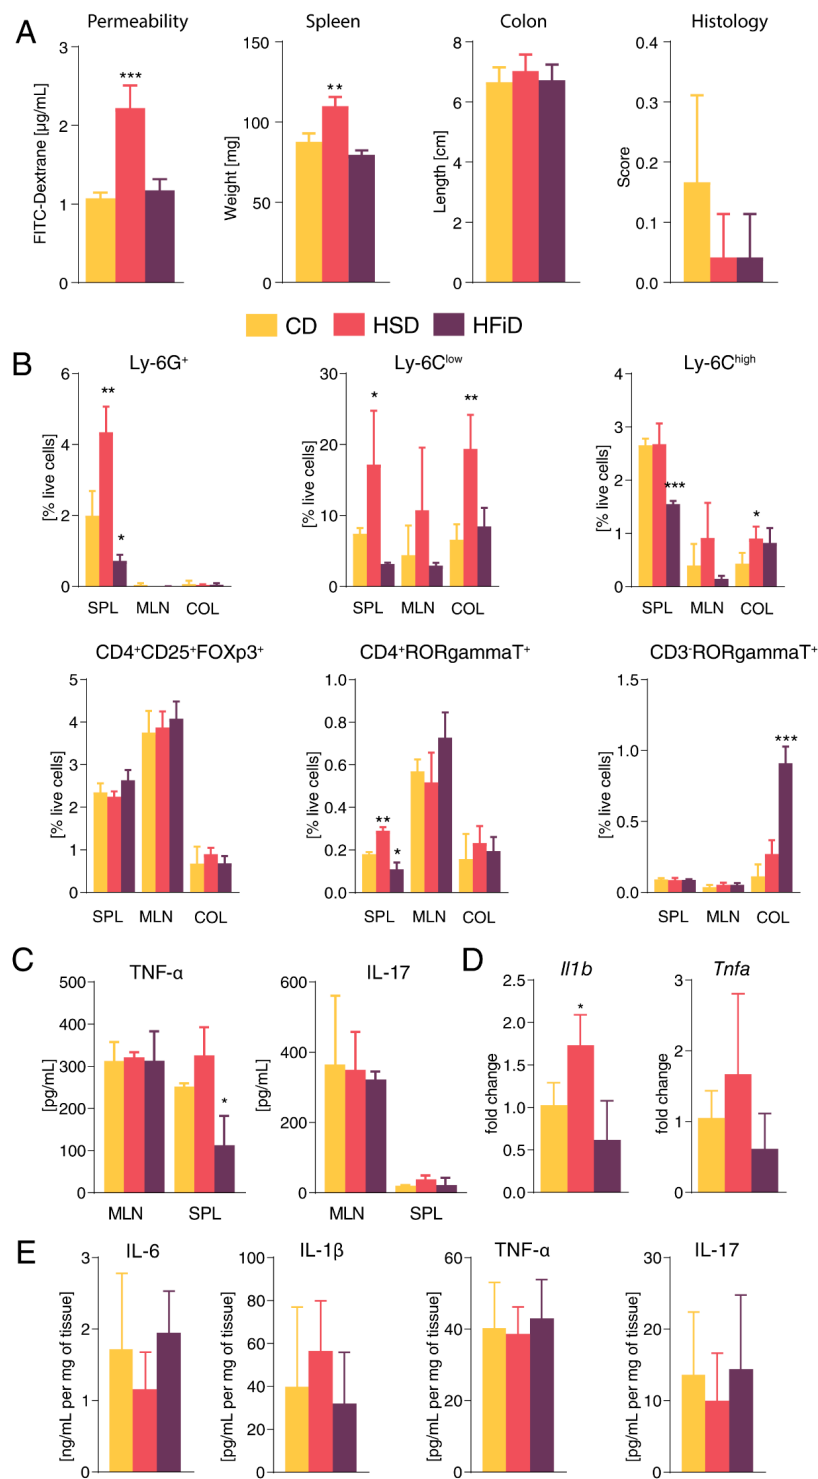 A
Permeability
Spleen
Colon
Histology
FITC-Dextrane [µg/mL]
3
2
1
0
***
Weight [mg]
150
100
50
0
**
Length [cm]
8
6
4
2
0
Score
0.4
0.3
0.2
0.1
0.0
CD HSD HFiD
B
Ly-6G⁺
[% live cells]
6
4
2
0
**
*
SPL MLN COL
Ly-6Cˡᵒʷ
[% live cells]
30
20
10
0
*
**
SPL MLN COL
Ly-6Cʰⁱᵍʰ
[% live cells]
4
3
2
1
0
***
*
SPL MLN COL
CD4⁺CD25⁺FOXp3⁺
[% live cells]
5
4
3
2
1
0
SPL MLN COL
CD4⁺RORgammaT⁺
[% live cells]
1.0
0.8
0.6
0.4
0.2
0.0
**
*
SPL MLN COL
CD3⁻RORgammaT⁺
[% live cells]
1.5
1.0
0.5
0.0
***
SPL MLN COL
C
TNF-α
[pg/mL]
500
400
300
200
100
0
*
MLN SPL
IL-17
[pg/mL]
600
400
200
0
MLN SPL
D
Il1b
fold change
2.5
2.0
1.5
1.0
0.5
0.0
*
Tnfa
fold change
3
2
1
0
E
IL-6
[ng/mL per mg of tissue]
3
2
1
0
IL-1β
[pg/mL per mg of tissue]
100
80
60
40
20
0
TNF-α
[pg/mL per mg of tissue]
60
40
20
0
IL-17
[pg/mL per mg of tissue]
30
20
10
0